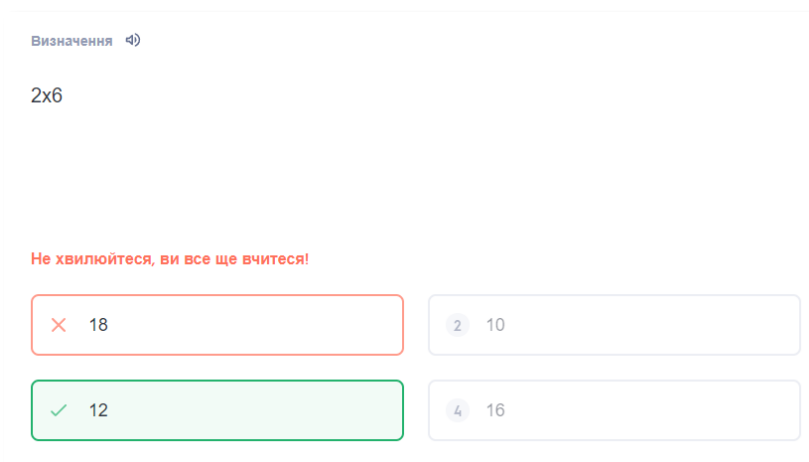 Визначення
2x6
Не хвилюйтеся, ви все ще вчитеся!
18
2 10
12
4 16